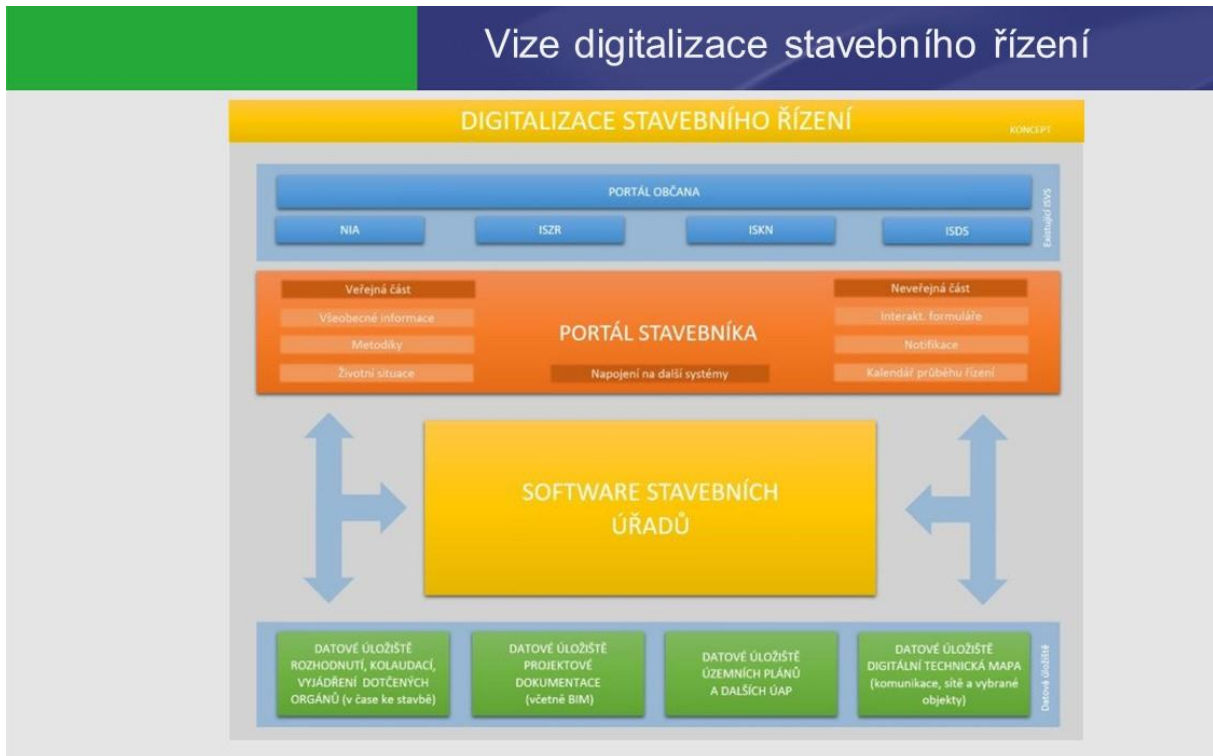 Vize digitalizace stavebního řízení
DIGITALIZACE STAVEBNÍHO ŘÍZENÍ
KONCEPT
PORTÁL OBČANA
NIA
ISZR
ISKN
ISDS
Existující ISVS
Veřejná část
Všeobecné informace
Metodiky
Životní situace
PORTÁL STAVEBNÍKA
Napojení na další systémy
Neveřejná část
Interakt. formuláře
Notifikace
Kalendář průběhu řízení
SOFTWARE STAVEBNÍCH
ÚŘADŮ
DATOVÉ ÚLOŽIŠTĚ
ROZHODNUTÍ, KOLAUDACÍ,
VYJÁDŘENÍ DOTČENÝCH
ORGÁNŮ (v čase ke stavbě)
DATOVÉ ÚLOŽIŠTĚ
PROJEKTOVÉ
DOKUMENTACE
(včetně BIM)
DATOVÉ ÚLOŽIŠTĚ
ÚZEMNÍCH PLÁNŮ
A DALŠÍCH ÚAP
DATOVÉ ÚLOŽIŠTĚ
DIGITÁLNÍ TECHNICKÁ MAPA
(komunikace, sítě a vybrané
objekty)
Datové úložiště